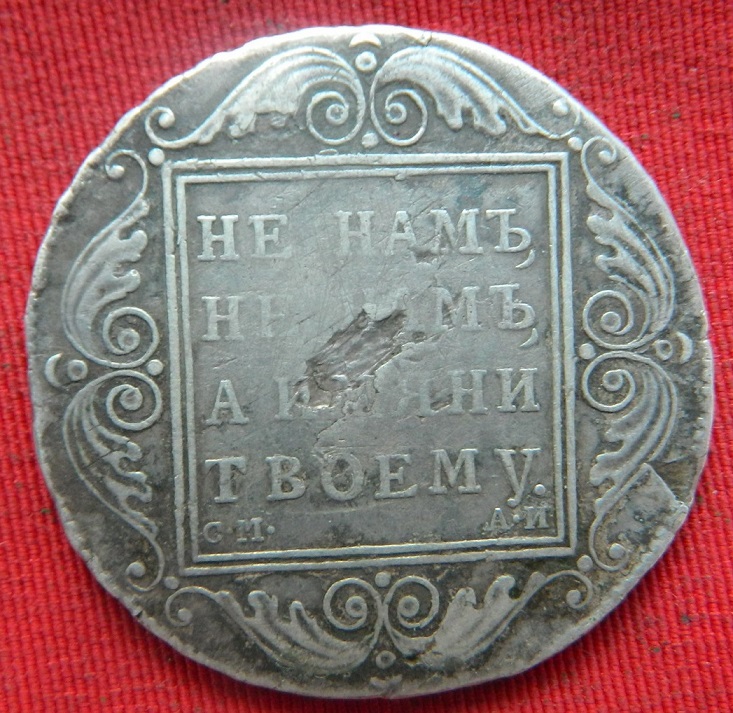 НЕ НАМЪ,
НЕ НАМЪ,
А ИМЯНИ
ТВОЕМУ.
С·М· А·И